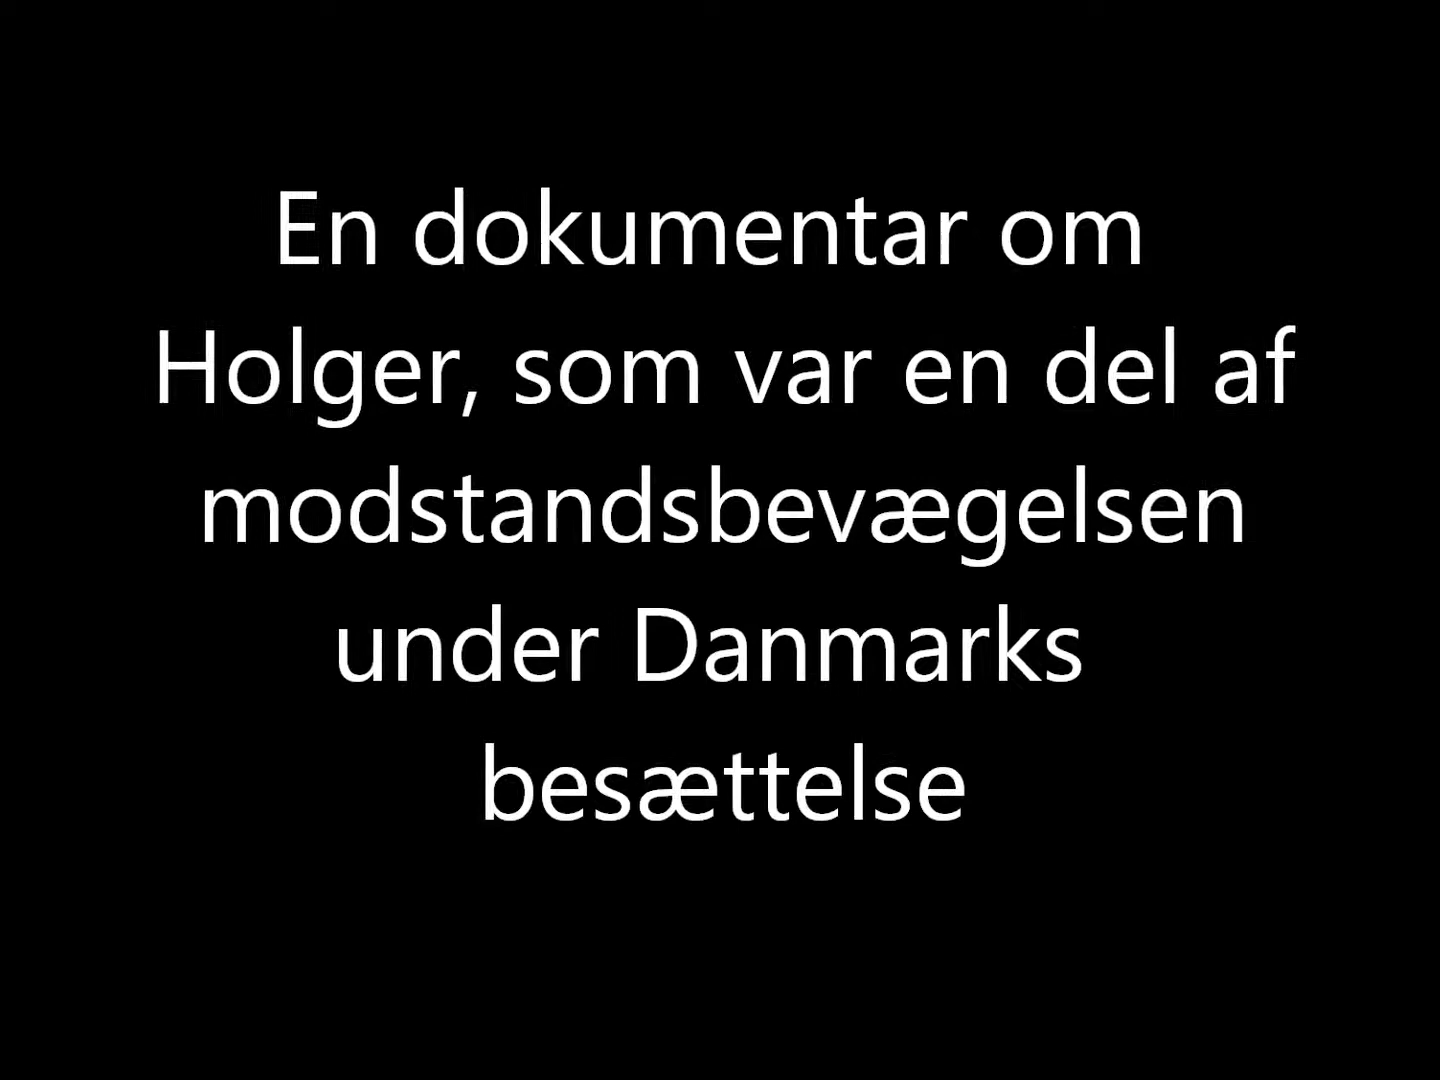 En dokumentar om
Holger, som var en del af
modstandsbevægelsen
under Danmarks
besættelse